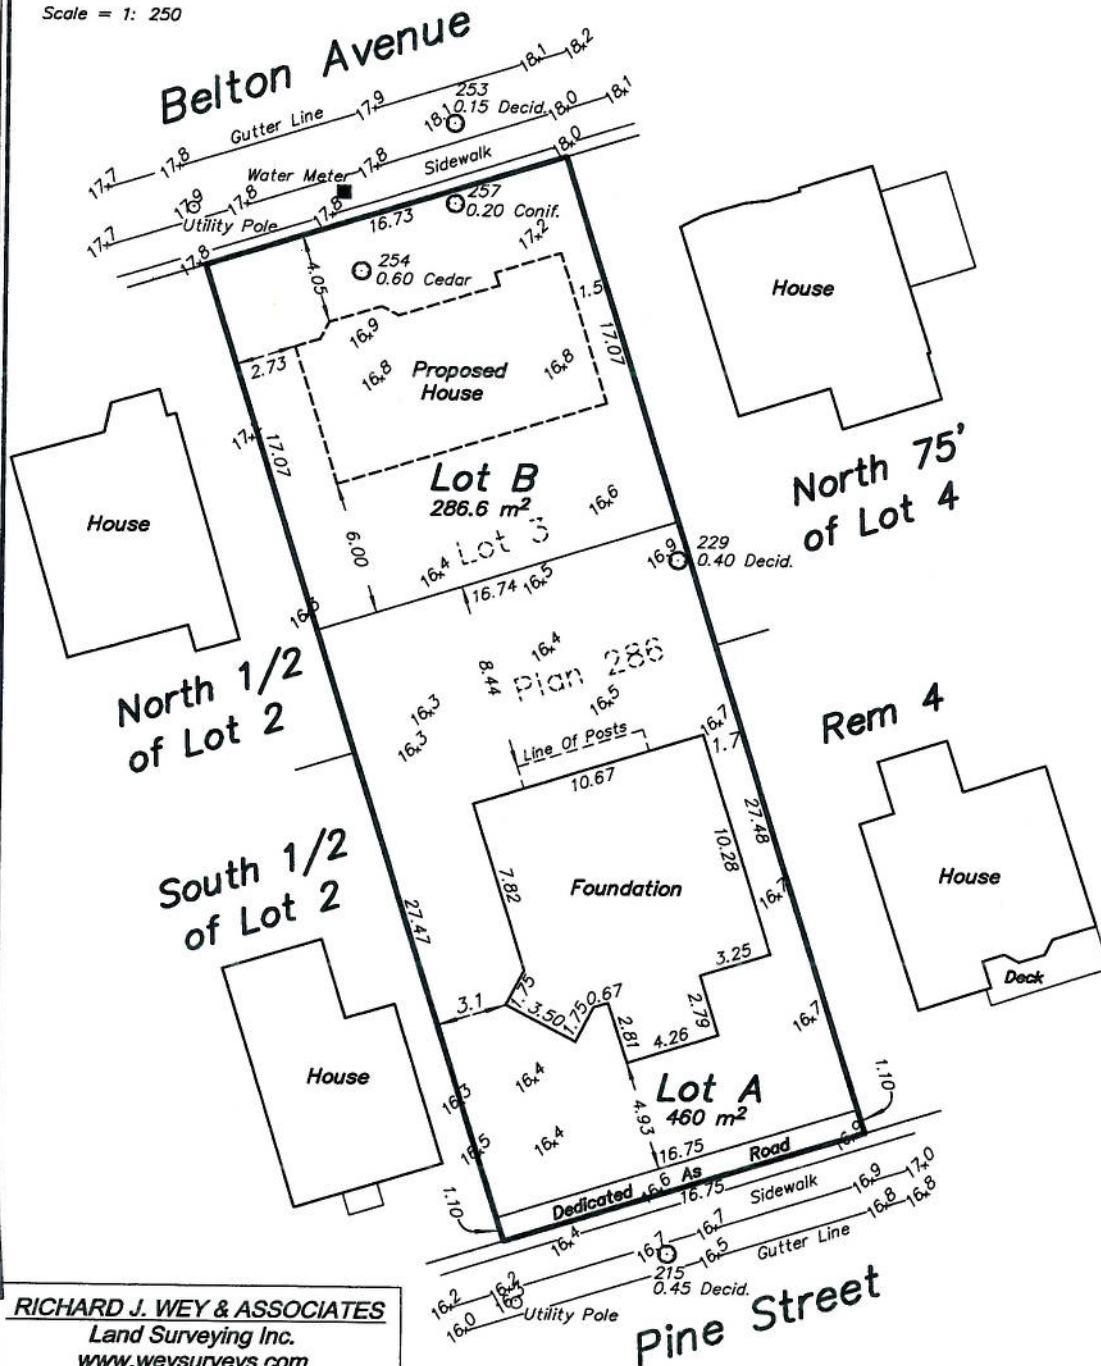 Scale = 1: 250
Belton Avenue
18.1 18.2
253
17.9
18.1 0.15 Decid.
18.0 18.1
Gutter Line
17.7 17.8
Water Meter
17.8
Sidewalk
18.0
17.9 17.8
257
0.20 Conif.
Utility Pole
17.8
16.73
17.7
17.8
17.2
4.05
254
0.60 Cedar
1.5
House
16.9
17.07
2.73
16.8
Proposed
House
16.8
17.07
Lot B
286.6 m²
North 75'
of Lot 4
House
16.6
Lot 3
6.00
16.4
16.5
16.9
229
0.40 Decid.
16.74
North 1/2
of Lot 2
16.4
8.44
Plan 286
16.3
16.5
16.3
16.7
Rem 4
Line Of Posts
1.7
10.67
South 1/2
of Lot 2
27.48
10.28
7.82
Foundation
House
27.47
16.7
3.25
Deck
3.1
1.75
3.50
1.75
0.67
2.79
2.81
4.26
16.7
House
16.4
16.3
Lot A
460 m²
1.10
4.93
16.4
16.5
16.75
16.9
1.10
Dedicated As Road
16.6
16.75
Sidewalk
16.9 17.0
16.4
16.7
16.7
16.8 16.8
16.5
Gutter Line
16.2 16.2
215
0.45 Decid.
16.0
Utility Pole
Pine Street
RICHARD J. WEY & ASSOCIATES
Land Surveying Inc.
www.weysurveys.com